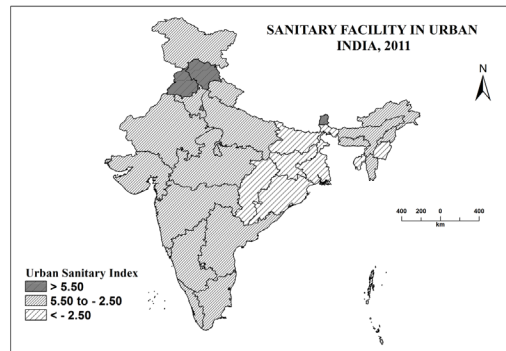 SANITARY FACILITY IN URBAN
INDIA, 2011
N
400 200 0 400
km
Urban Sanitary Index
> 5.50
5.50 to - 2.50
< - 2.50